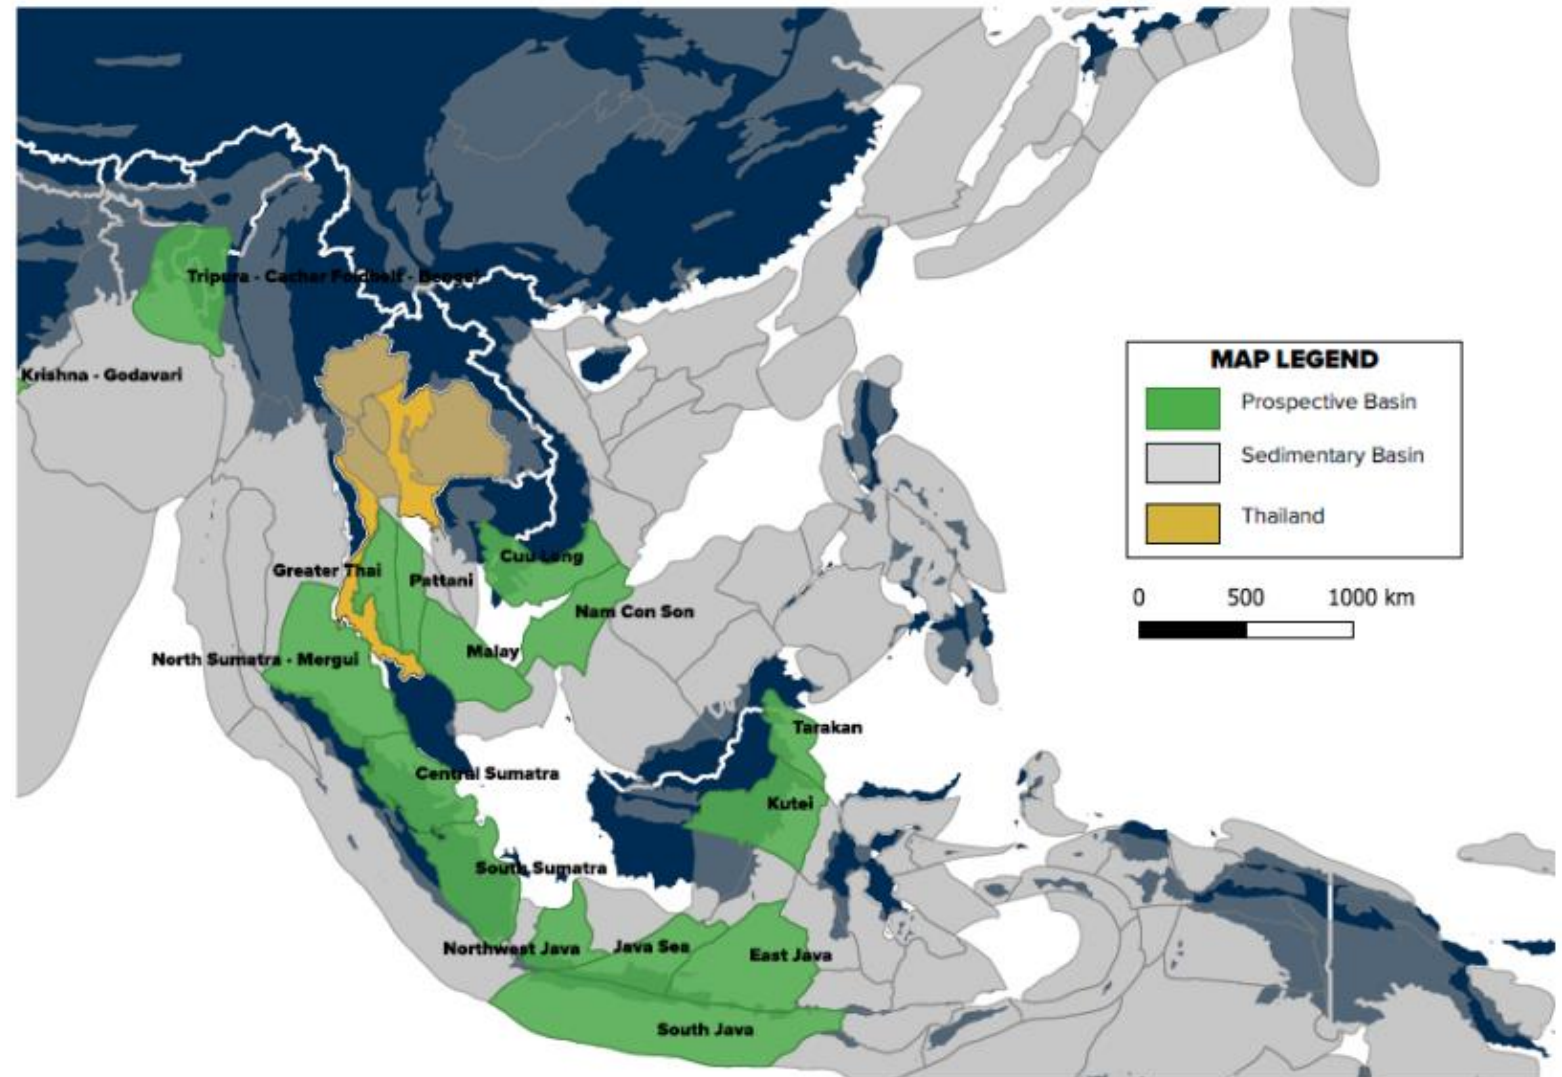 Tripura - Cachar Foldbelt - Bengal
MAP LEGEND
Krishna - Godavari
Prospective Basin
Sedimentary Basin
Thailand
Cuu Long
Greater Thai
Pattani
0 500 1000 km
Nam Con Son
Malay
North Sumatra - Mergui
Tarakan
Central Sumatra
Kutei
South Sumatra
Northwest Java
Java Sea
East Java
South Java